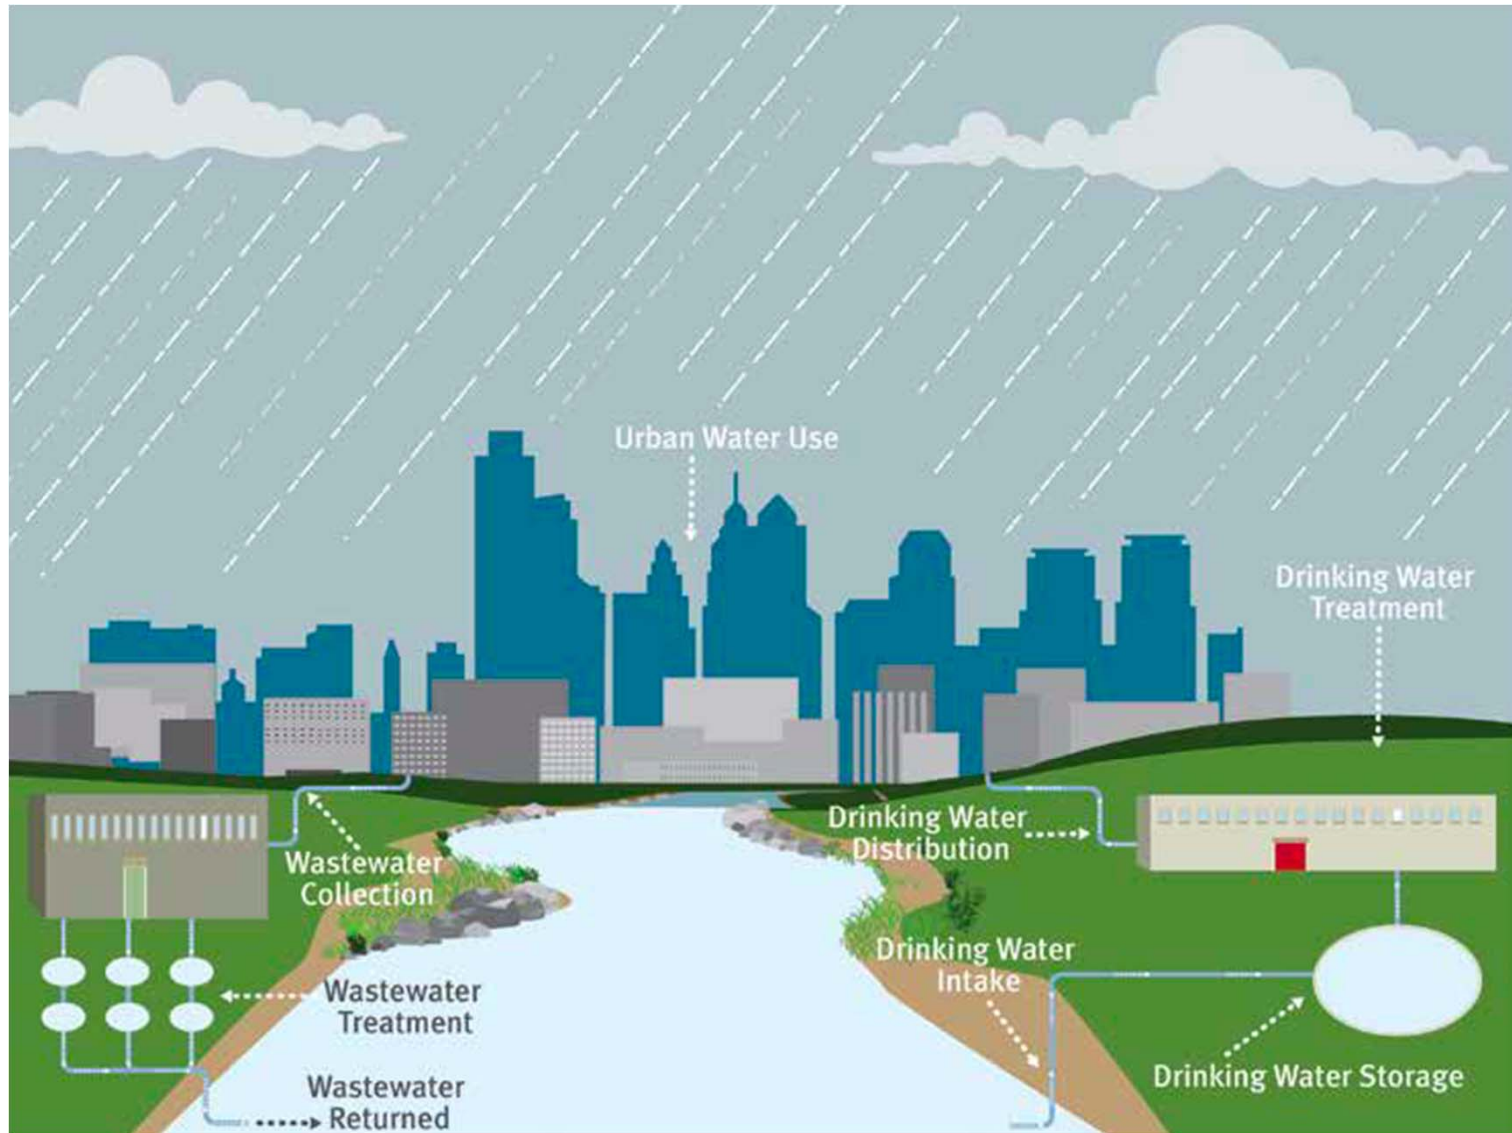 Urban Water Use
Drinking Water
Treatment
Drinking Water
Distribution
Wastewater
Collection
Drinking Water
Intake
Wastewater
Treatment
Drinking Water Storage
Wastewater
Returned